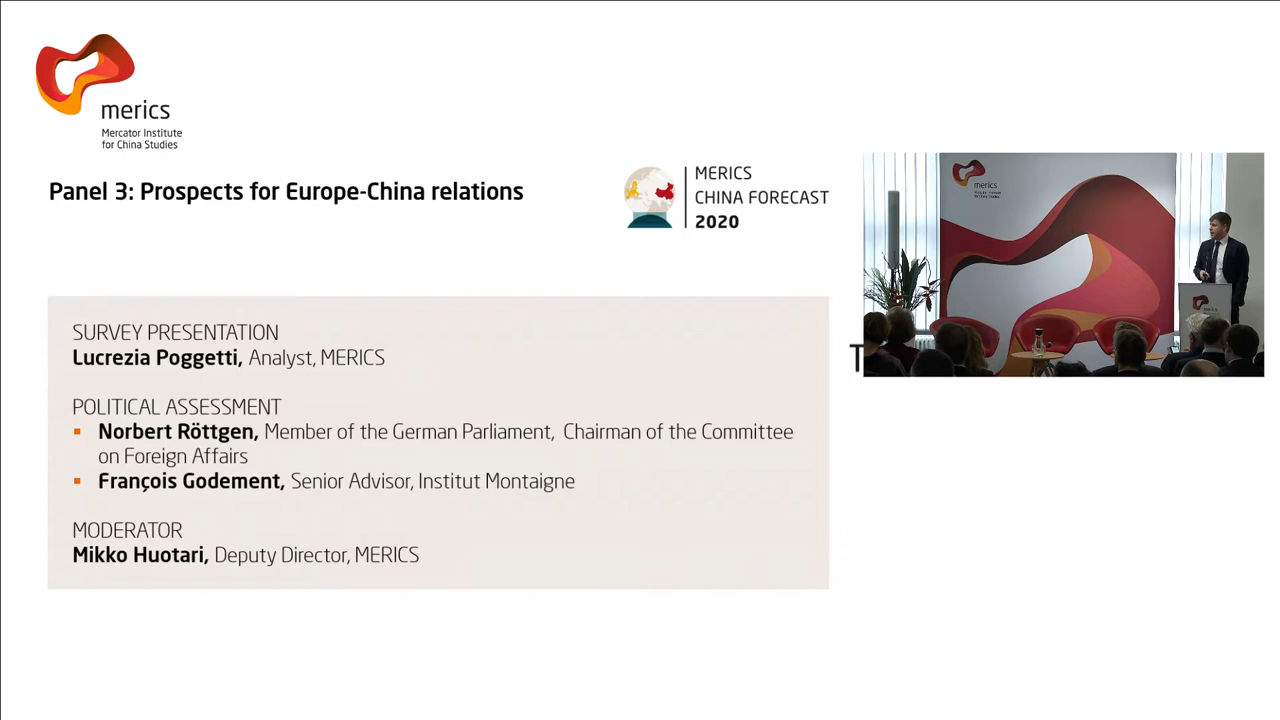 merics
Mercator Institute
for China Studies
Panel 3: Prospects for Europe-China relations
MERICS
CHINA FORECAST
2020
SURVEY PRESENTATION
Lucrezia Poggetti, Analyst, MERICS
POLITICAL ASSESSMENT
Norbert Röttgen, Member of the German Parliament, Chairman of the Committee
on Foreign Affairs
François Godement, Senior Advisor, Institut Montaigne
MODERATOR
Mikko Huotari, Deputy Director, MERICS
T
merics
merics